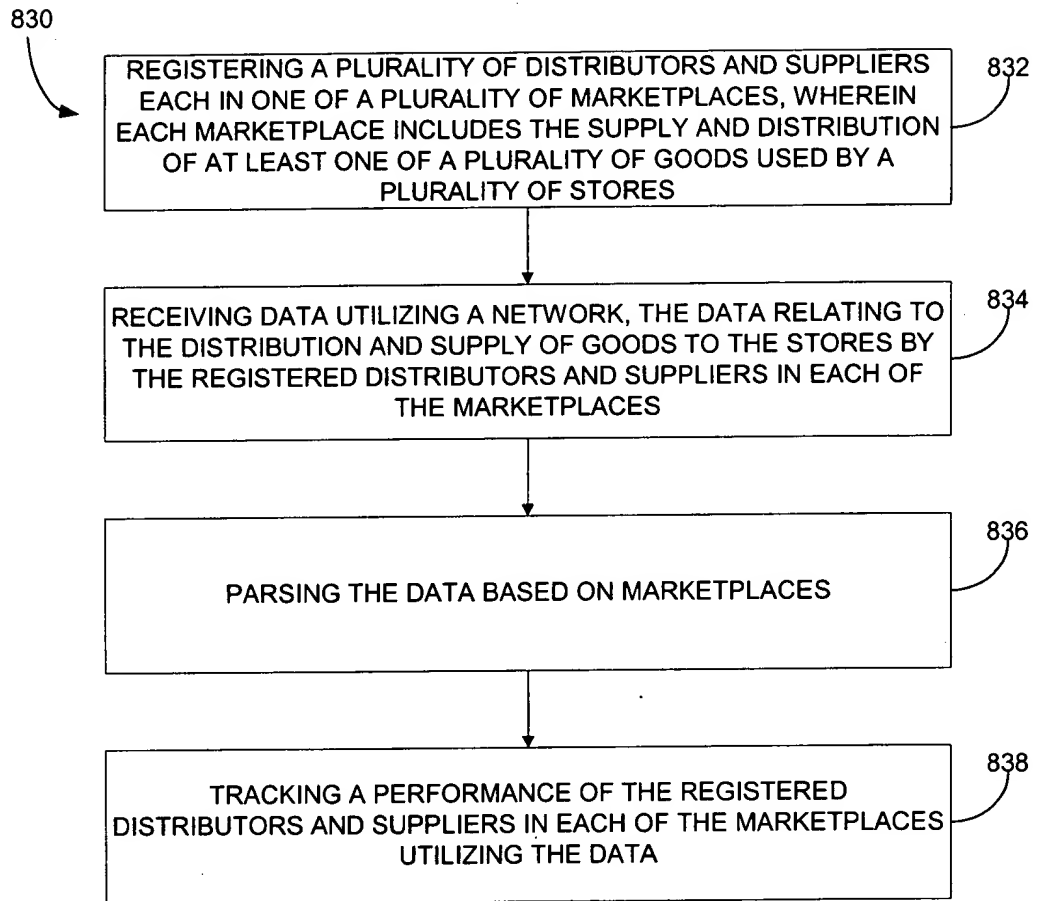 830
REGISTERING A PLURALITY OF DISTRIBUTORS AND SUPPLIERS
EACH IN ONE OF A PLURALITY OF MARKETPLACES, WHEREIN
EACH MARKETPLACE INCLUDES THE SUPPLY AND DISTRIBUTION
OF AT LEAST ONE OF A PLURALITY OF GOODS USED BY A
PLURALITY OF STORES
832
RECEIVING DATA UTILIZING A NETWORK, THE DATA RELATING TO
THE DISTRIBUTION AND SUPPLY OF GOODS TO THE STORES BY
THE REGISTERED DISTRIBUTORS AND SUPPLIERS IN EACH OF
THE MARKETPLACES
834
PARSING THE DATA BASED ON MARKETPLACES
836
TRACKING A PERFORMANCE OF THE REGISTERED
DISTRIBUTORS AND SUPPLIERS IN EACH OF THE MARKETPLACES
UTILIZING THE DATA
838